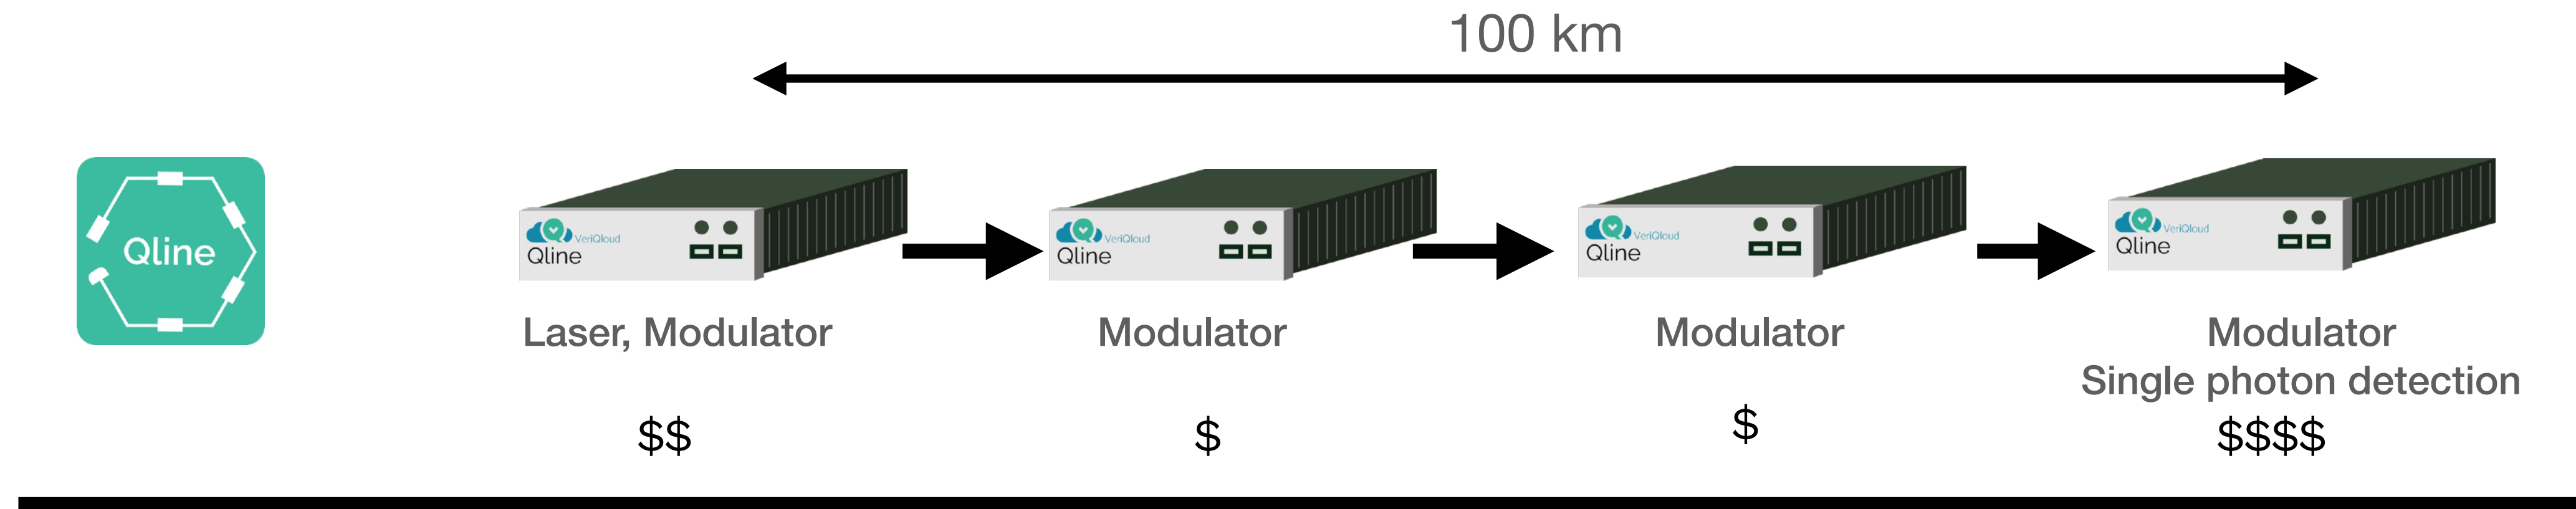 100 km
Qline
VeriQloud
Qline
VeriQloud
Qline
VeriQloud
Qline
VeriQloud
Qline
Laser, Modulator
Modulator
Modulator
Modulator
Single photon detection
$$
$
$
$$$$